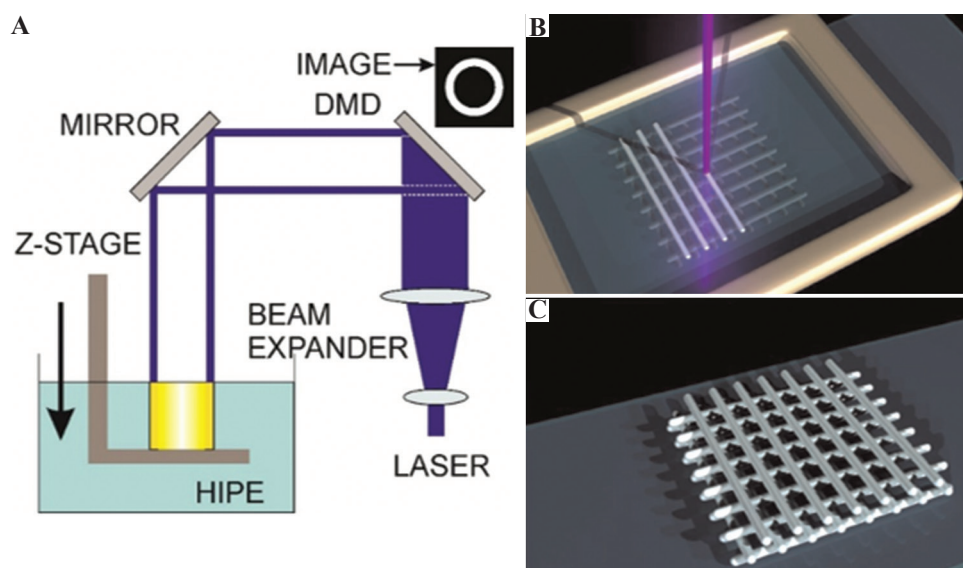 A
IMAGE
DMD
MIRROR
Z-STAGE
BEAM
EXPANDER
LASER
HIPE
B
C